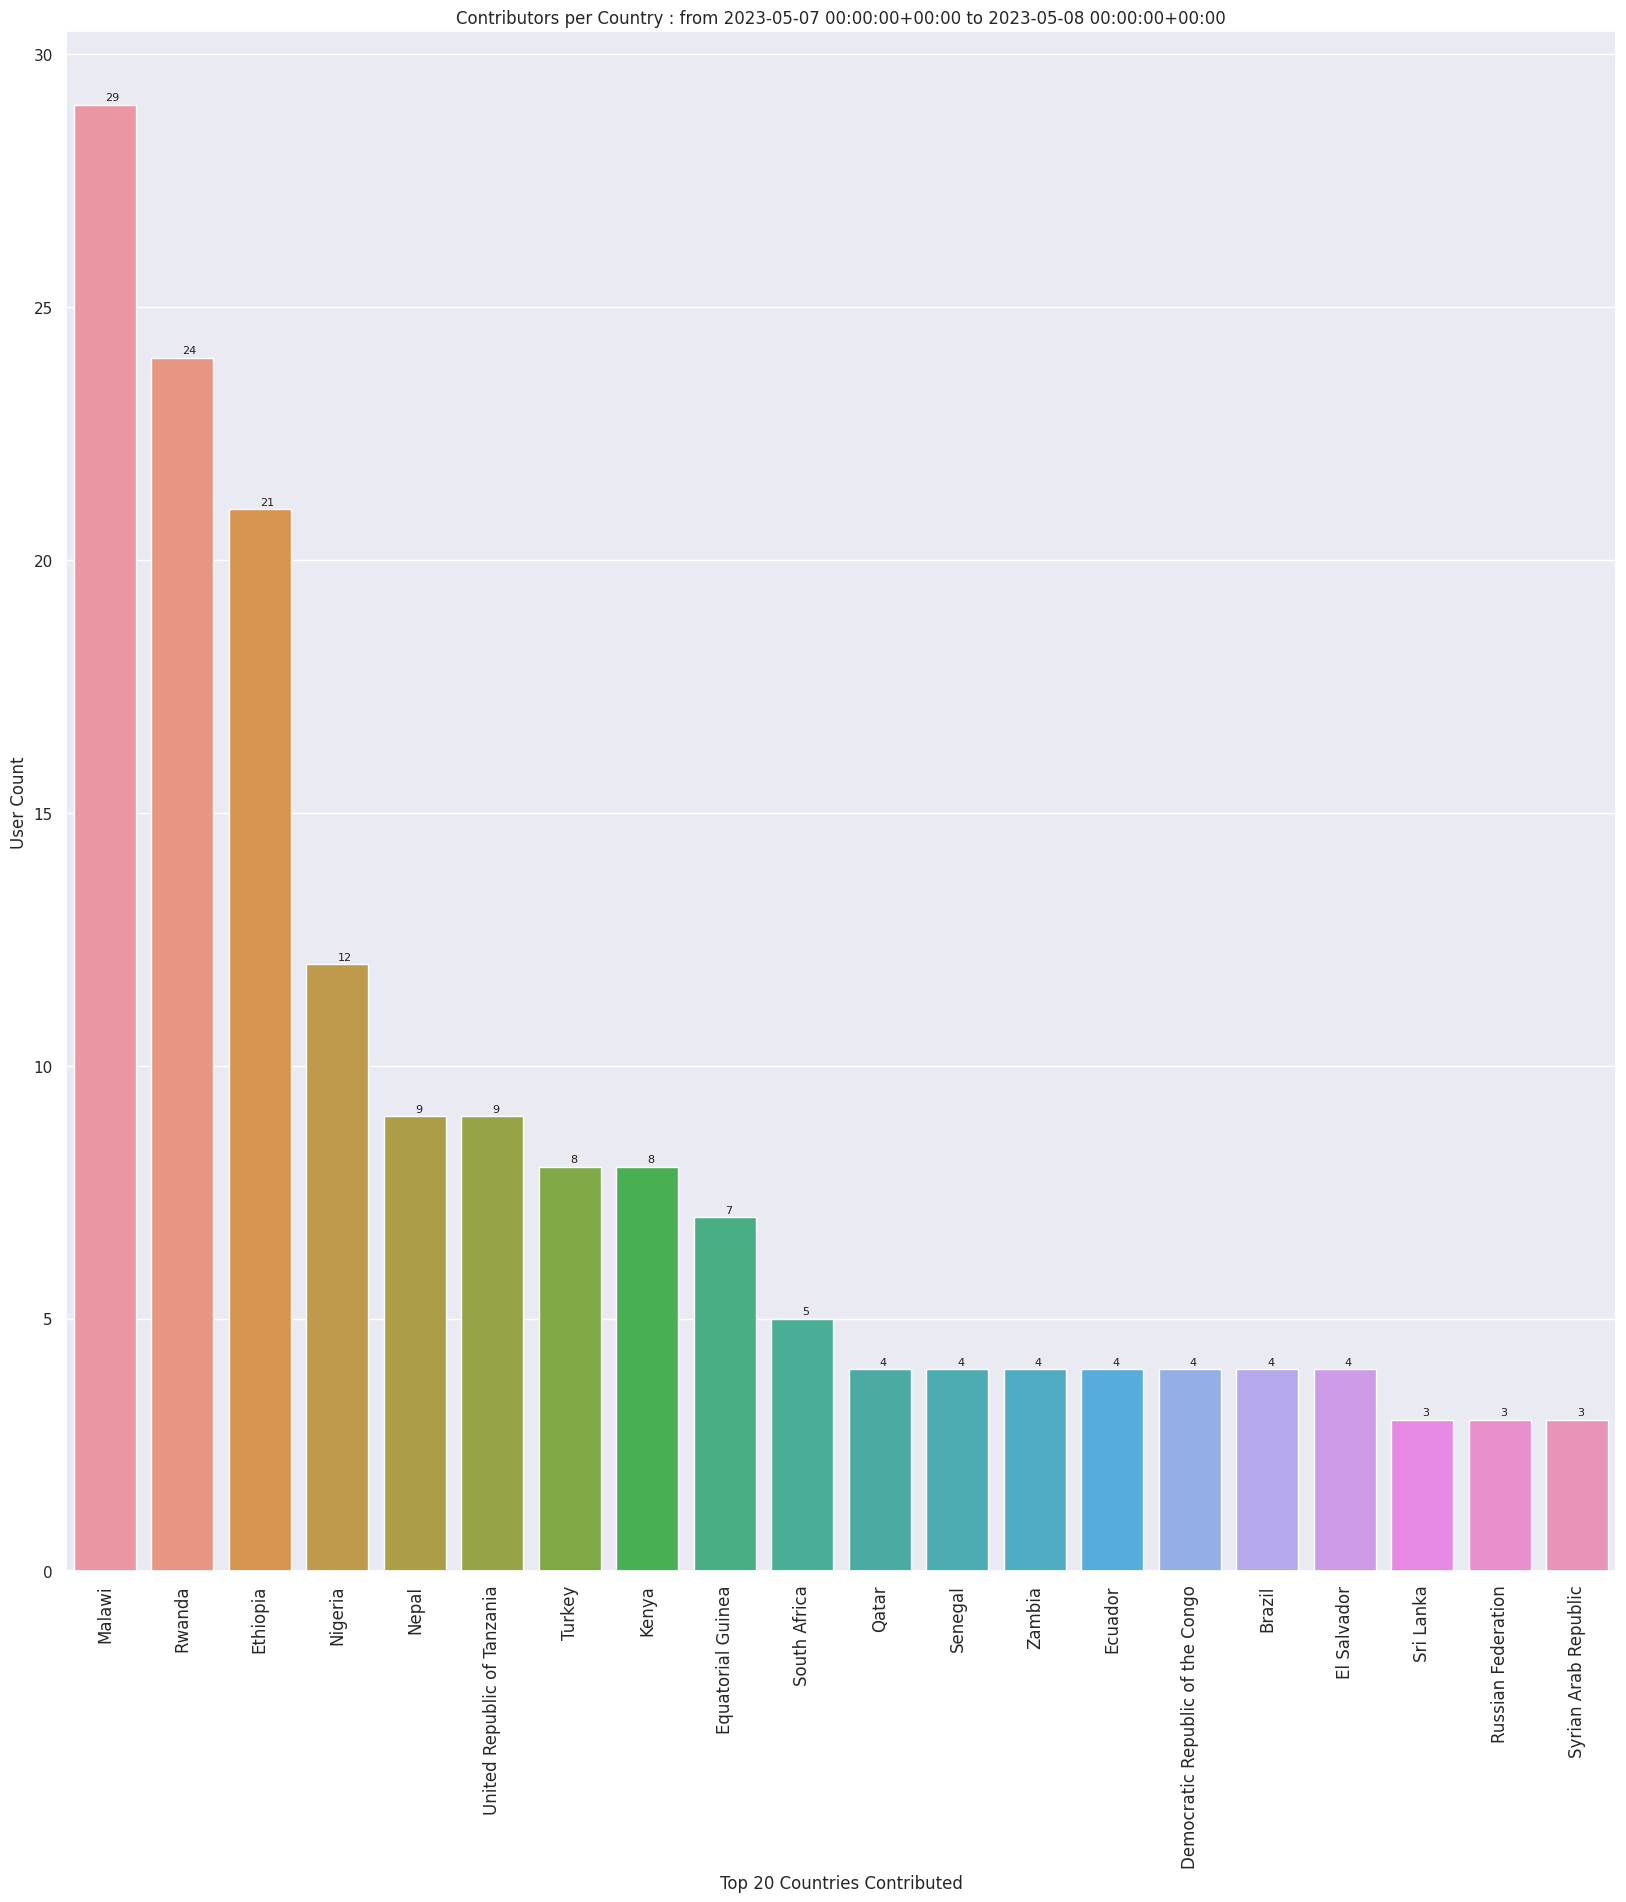 Contributors per Country : from 2023-05-07 00:00:00+00:00 to 2023-05-08 00:00:00+00:00
User Count
30
25
20
15
10
5
0
29
24
21
12
9
9
8
8
7
5
4
4
4
4
4
4
4
3
3
3
Malawi
Rwanda
Ethiopia
Nigeria
Nepal
United Republic of Tanzania
Turkey
Kenya
Equatorial Guinea
South Africa
Qatar
Senegal
Zambia
Ecuador
Democratic Republic of the Congo
Brazil
El Salvador
Sri Lanka
Russian Federation
Syrian Arab Republic
Top 20 Countries Contributed